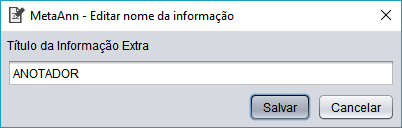 MetaAnn - Editar nome da informação
Título da Informação Extra
ANOTADOR
Salvar Cancelar